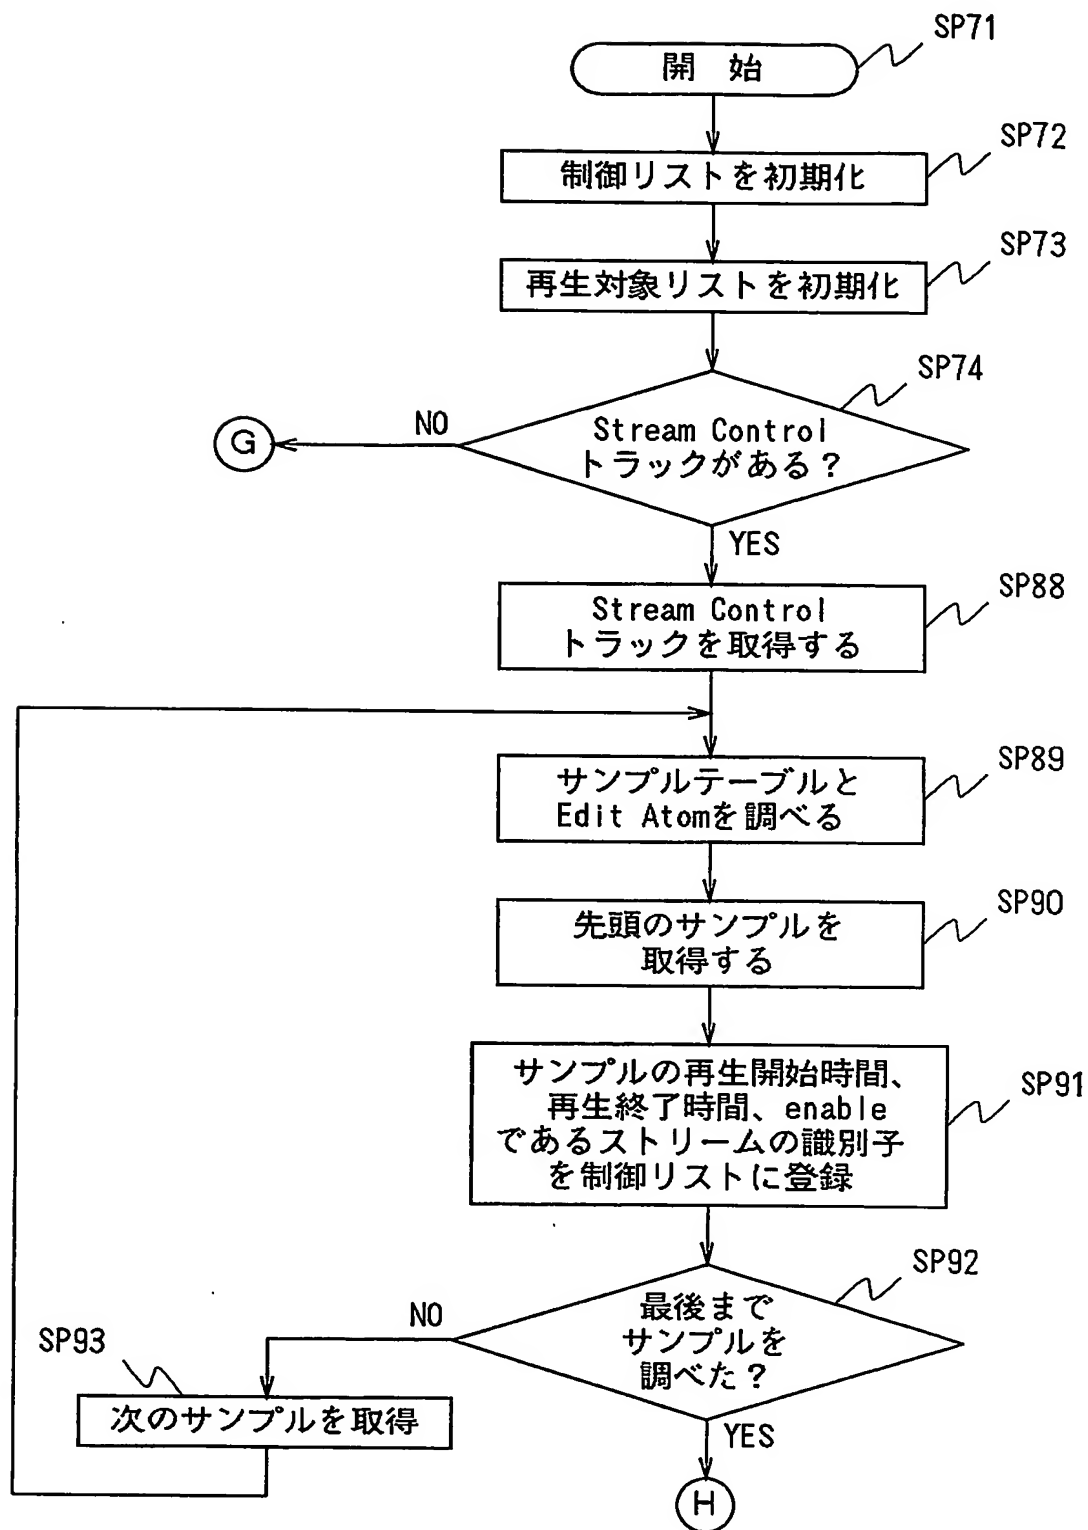 SP71
開 始
SP72
制御リストを初期化
SP73
再生対象リストを初期化
SP74
Stream Control
トラックがある?
NO
G
YES
SP88
Stream Control
トラックを取得する
SP89
サンプルテーブルと
Edit Atomを調べる
SP90
先頭のサンプルを
取得する
SP91
サンプルの再生開始時間、
再生終了時間、enable
であるストリームの識別子
を制御リストに登録
SP92
最後まで
サンプルを
調べた?
NO
SP93
次のサンプルを取得
YES
H